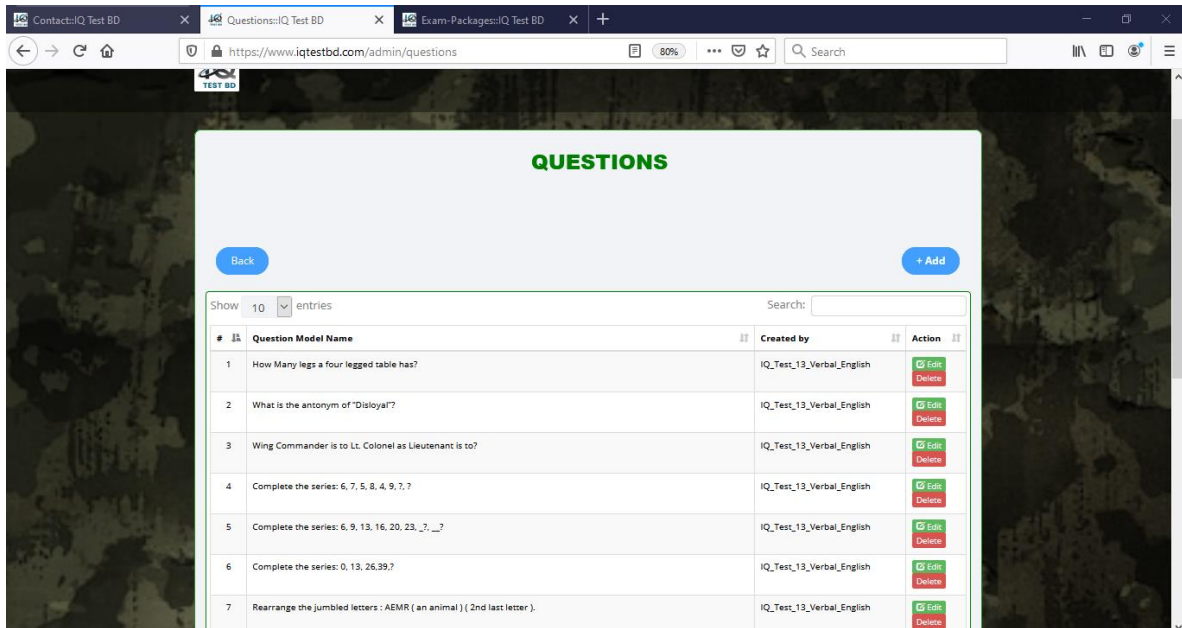 Contact::IQ Test BD Questions::IQ Test BD Exam-Packages::IQ Test BD
https://www.iqtestbd.com/admin/questions 80% Search
TEST BD
QUESTIONS
Back + Add
Show 10 entries Search:
# Question Model Name Created by Action
1 How Many legs a four legged table has? IQ_Test_13_Verbal_English Edit
Delete
2 What is the antonym of "Disloyal"? IQ_Test_13_Verbal_English Edit
Delete
3 Wing Commander is to Lt. Colonel as Lieutenant is to? IQ_Test_13_Verbal_English Edit
Delete
4 Complete the series: 6, 7, 5, 8, 4, 9, ?, ? IQ_Test_13_Verbal_English Edit
Delete
5 Complete the series: 6, 9, 13, 16, 20, 23, _?, __? IQ_Test_13_Verbal_English Edit
Delete
6 Complete the series: 0, 13, 26,39,? IQ_Test_13_Verbal_English Edit
Delete
7 Rearrange the jumbled letters : AEMR ( an animal ) ( 2nd last letter ). IQ_Test_13_Verbal_English Edit
Delete